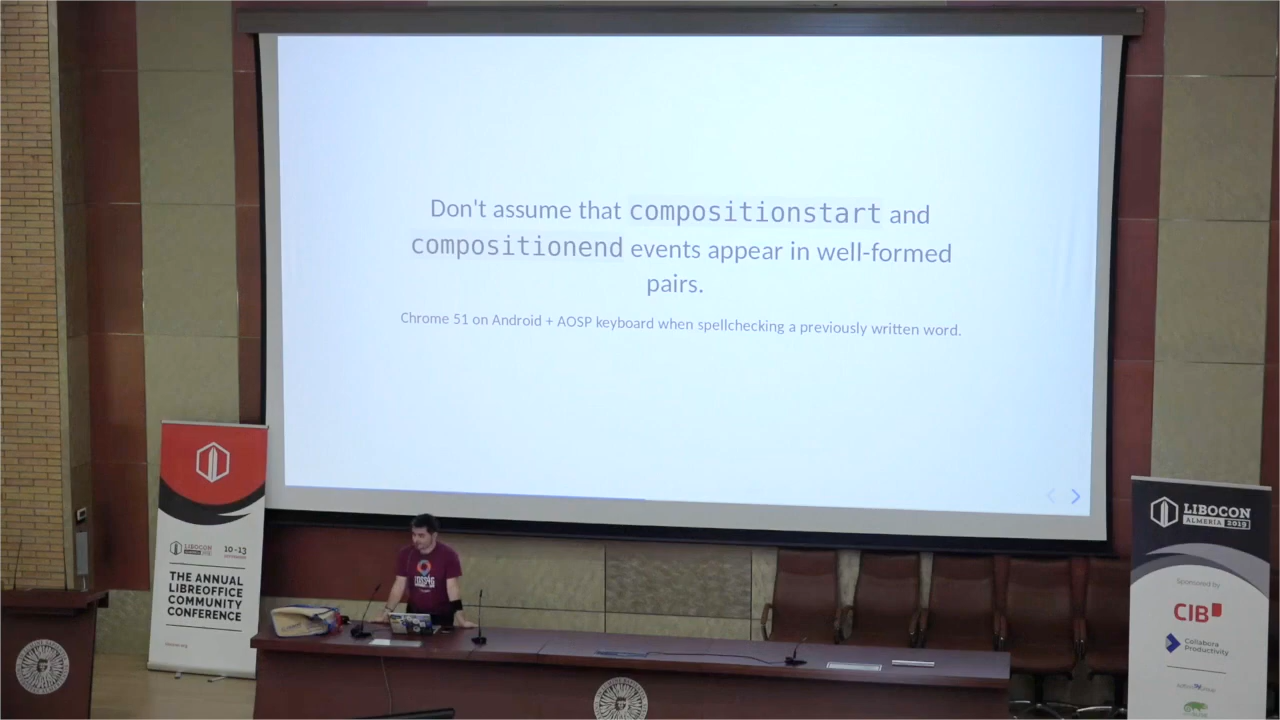 Don't assume that compositionstart and
compositionend events appear in well-formed
pairs.
Chrome 51 on Android + AOSP keyboard when spellchecking a previously written word.
LIBOCON
10-13
THE ANNUAL
LIBREOFFICE
COMMUNITY
CONFERENCE
LIBOCON
ALMERÍA 2019
Sponsored by
CIB
Collabora
Productivity